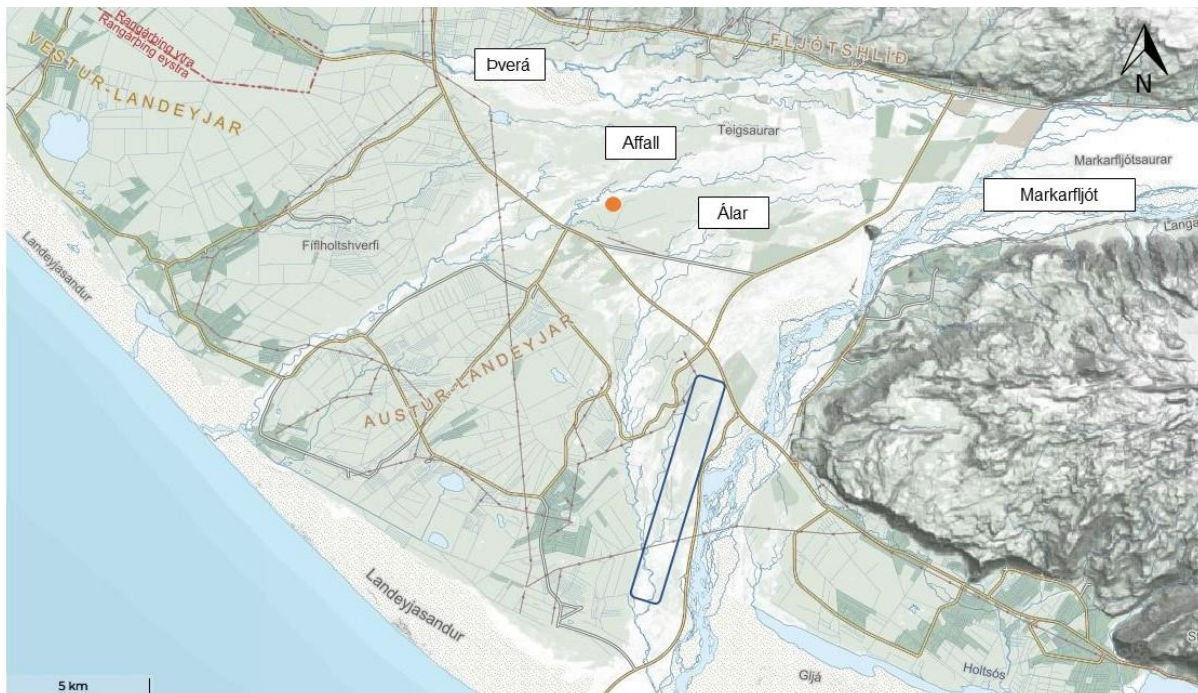 Rangárþing ytra
Rangárþing eystra
VESTUR-LANDEYJAR
Þverá
FLJÓTSHLÍÐ
N
Affall
Teigsaurar
Markarfljótsaurar
Álar
Markarfljót
Landeyjasandur
Fíflholtshverfi
AUSTUR-LANDEYJAR
Landeyjasandur
Gljá
Holtsós
5 km